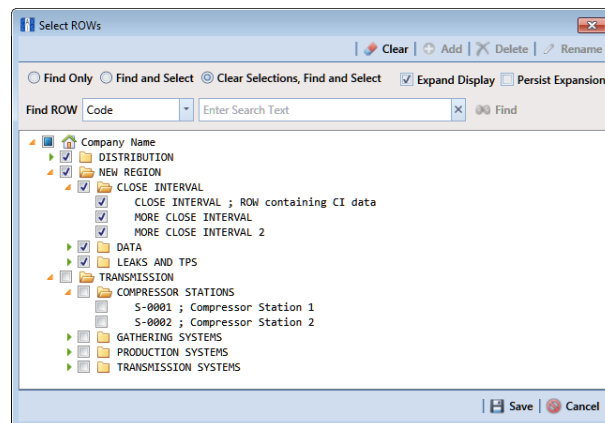 Select ROWs
Clear Add Delete Rename
Find Only Find and Select Clear Selections, Find and Select Expand Display Persist Expansion
Find ROW Code Enter Search Text Find
Company Name
DISTRIBUTION
NEW REGION
CLOSE INTERVAL
CLOSE INTERVAL ; ROW containing CI data
MORE CLOSE INTERVAL
MORE CLOSE INTERVAL 2
DATA
LEAKS AND TPS
TRANSMISSION
COMPRESSOR STATIONS
S-0001 ; Compressor Station 1
S-0002 ; Compressor Station 2
GATHERING SYSTEMS
PRODUCTION SYSTEMS
TRANSMISSION SYSTEMS
Save Cancel